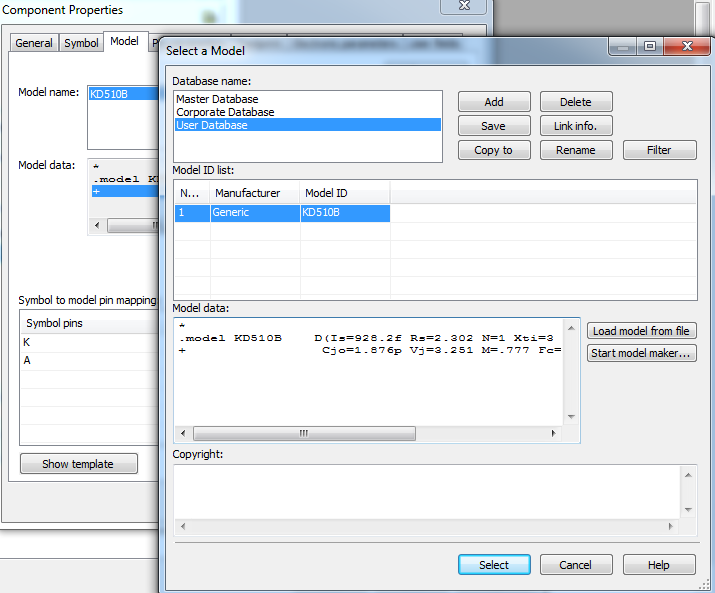 Component Properties
General Symbol Model
Model name:
KD510B
Model data:
*
.model
+
Symbol to model pin mapping
Symbol pins
K
A
Show template
Select a Model
Database name:
Master Database
Corporate Database
User Database
Add Delete
Save Link info.
Copy to Rename Filter
Model ID list:
N... Manufacturer Model ID
1 Generic KD510B
Model data:
*
.model KD510B D(Is=928.2f Rs=2.302 N=1 Xti=3
+ Cjo=1.876p Vj=3.251 M=.777 Fc=
Load model from file
Start model maker...
Copyright:
Select Cancel Help